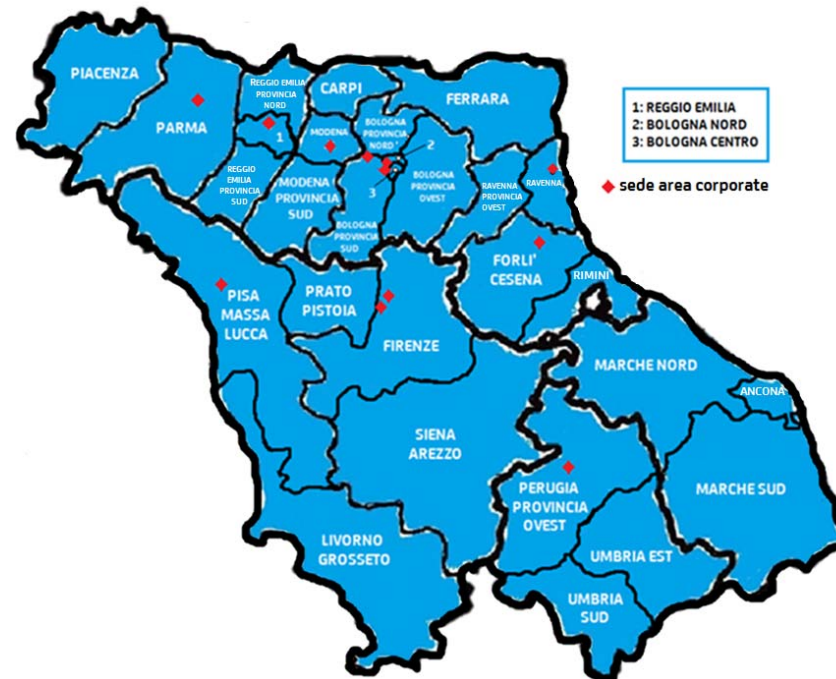 PIACENZA
PARMA
REGGIO EMILIA
PROVINCIA
NORD
1
REGGIO
EMILIA
PROVINCIA
SUD
CARPI
MODENA
MODENA
PROVINCIA
SUD
BOLOGNA
PROVINCIA
NORD
2
3
BOLOGNA
PROVINCIA
SUD
BOLOGNA
PROVINCIA
OVEST
FERRARA
RAVENNA
PROVINCIA
OVEST
RAVENNA
FORLI'
CESENA
RIMINI
1: REGGIO EMILIA
2: BOLOGNA NORD
3: BOLOGNA CENTRO
sede area corporate
PISA
MASSA
LUCCA
PRATO
PISTOIA
FIRENZE
SIENA
AREZZO
LIVORNO
GROSSETO
MARCHE NORD
ANCONA
MARCHE SUD
PERUGIA
PROVINCIA
OVEST
UMBRIA EST
UMBRIA
SUD